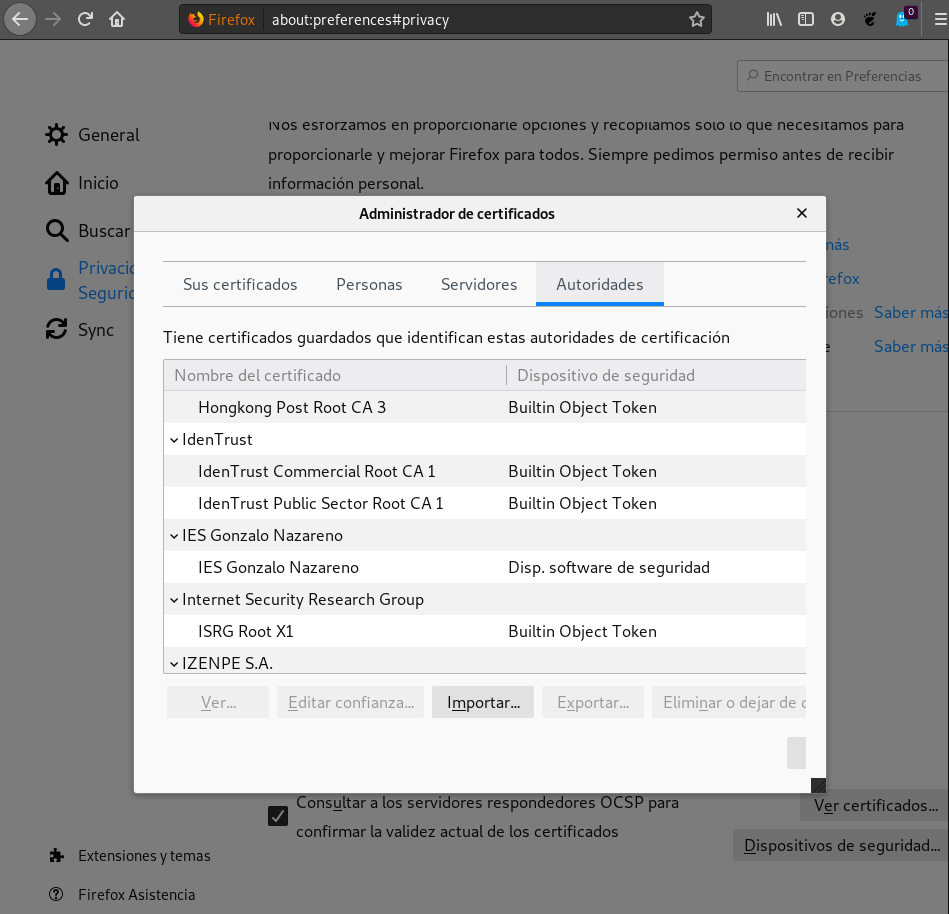 Firefox
about:preferences#privacy
0
Encontrar en Preferencias
General
Inicio
Buscar
Privacid
Segurid
Sync
Nos esforzamos en proporcionarle opciones y recopilamos solo lo que necesitamos para
proporcionarle y mejorar Firefox para todos. Siempre pedimos permiso antes de recibir
información personal.
más
refox
iones Saber más
e Saber más
Administrador de certificados
Sus certificados Personas Servidores Autoridades
Tiene certificados guardados que identifican estas autoridades de certificación
Nombre del certificado Dispositivo de seguridad
Hongkong Post Root CA 3 Builtin Object Token
IdenTrust
IdenTrust Commercial Root CA 1 Builtin Object Token
IdenTrust Public Sector Root CA 1 Builtin Object Token
IES Gonzalo Nazareno
IES Gonzalo Nazareno Disp. software de seguridad
Internet Security Research Group
ISRG Root X1 Builtin Object Token
IZENPE S.A.
Ver... Editar confianza... Importar... Exportar... Eliminar o dejar de c
Consultar a los servidores respondedores OCSP para
confirmar la validez actual de los certificados
Ver certificados...
Dispositivos de seguridad...
Extensiones y temas
Firefox Asistencia